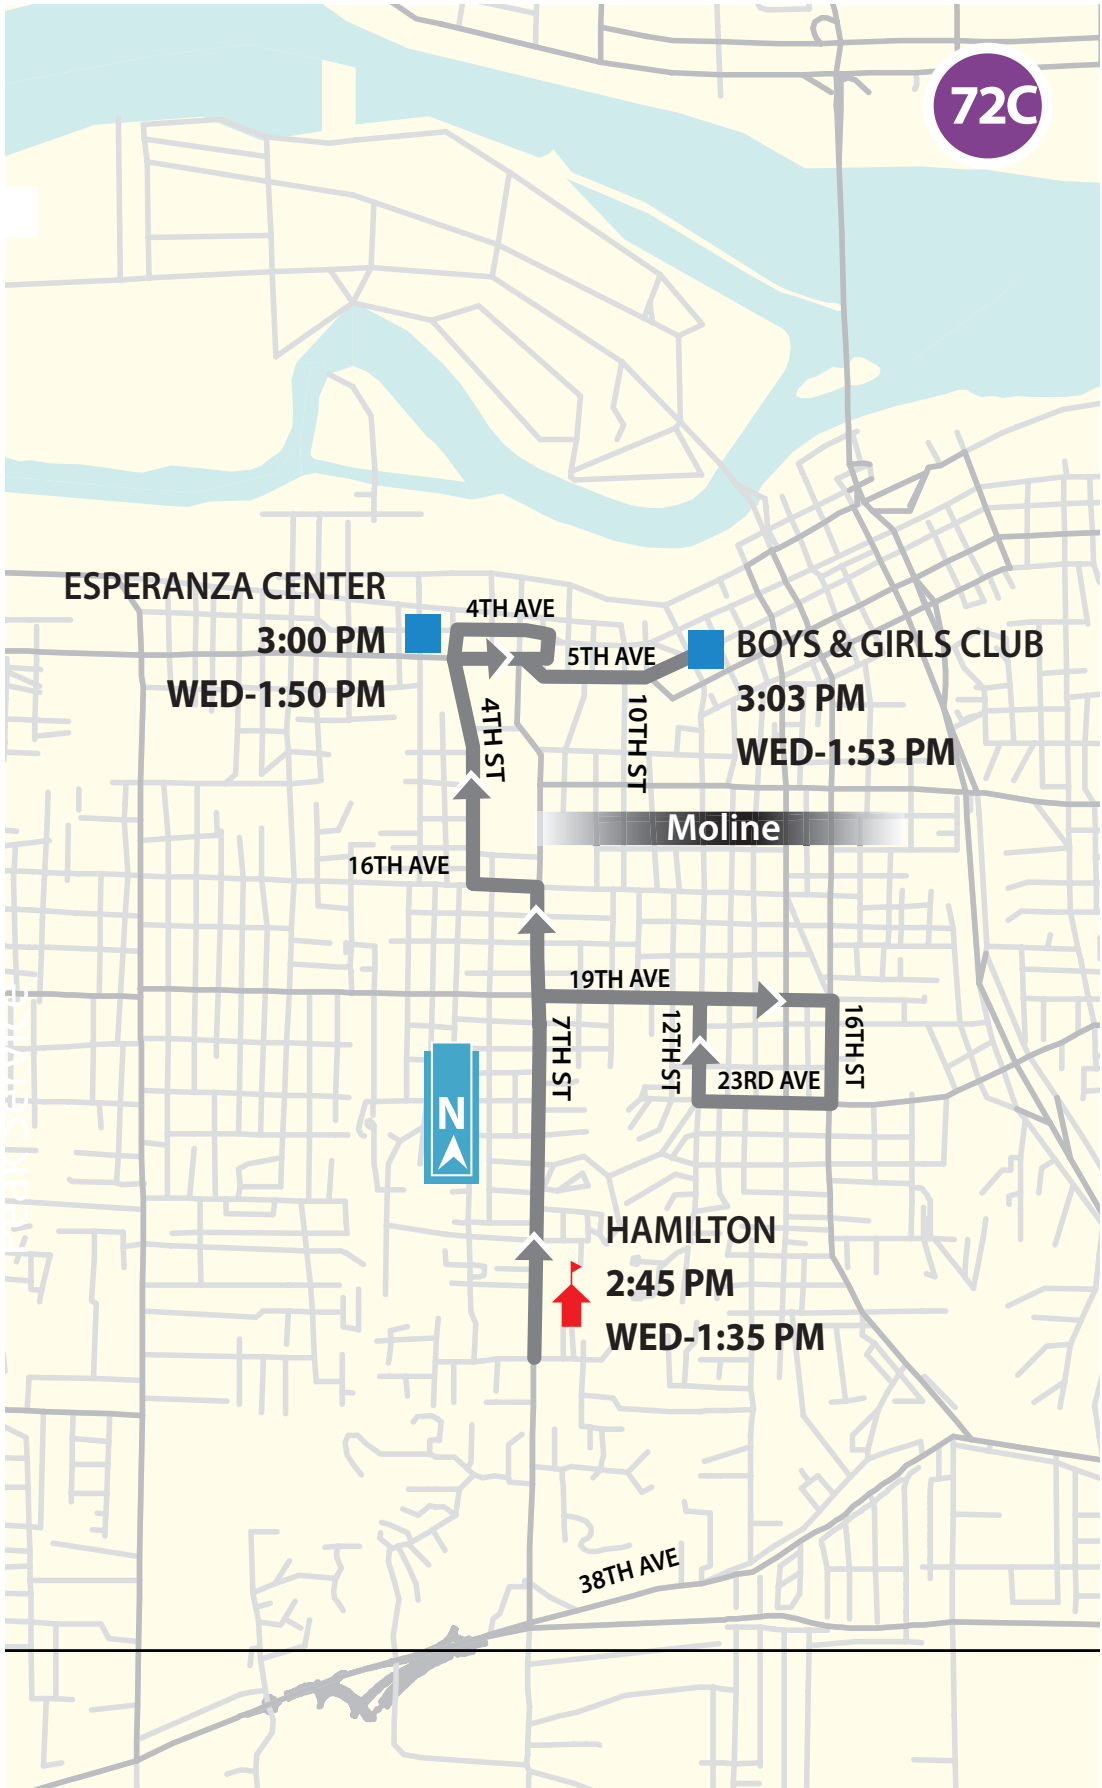 72C
ESPERANZA CENTER
3:00 PM
WED-1:50 PM
4TH AVE
5TH AVE
BOYS & GIRLS CLUB
3:03 PM
WED-1:53 PM
4TH ST
10TH ST
Moline
16TH AVE
19TH AVE
7TH ST
12TH ST
16TH ST
23RD AVE
N
Peak Service
HAMILTON
2:45 PM
WED-1:35 PM
38TH AVE